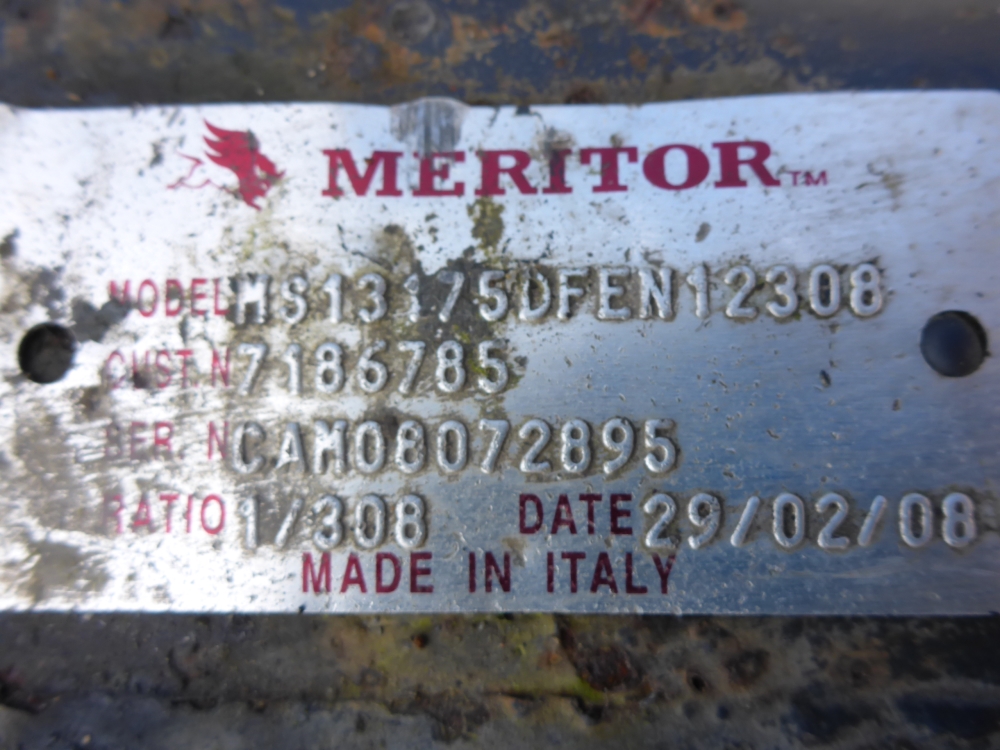 MERITOR™
MODEL MS13175DFEN12308
CUST.N 7186785
SER N CAM08072895
RATIO 1/308 DATE 29/02/08
MADE IN ITALY